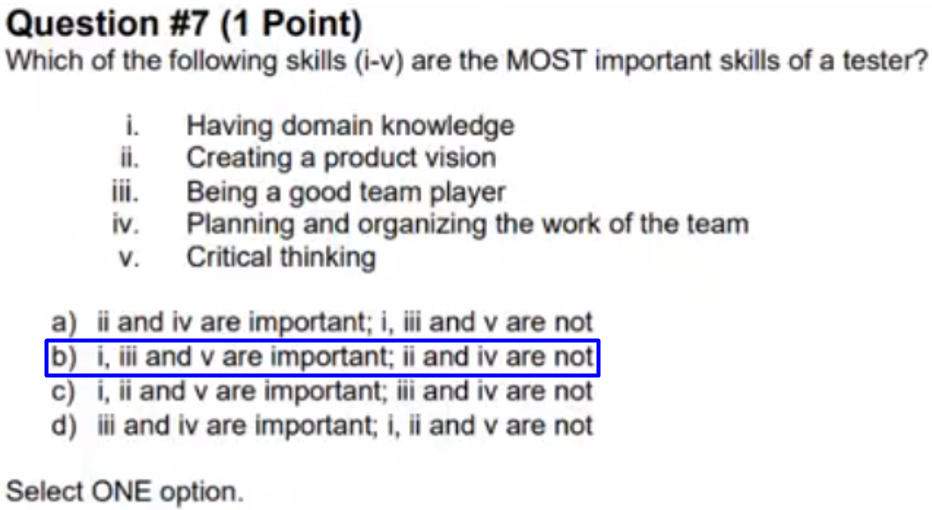 Question #7 (1 Point)
Which of the following skills (i-v) are the MOST important skills of a tester?
i. Having domain knowledge
ii. Creating a product vision
iii. Being a good team player
iv. Planning and organizing the work of the team
v. Critical thinking
a) ii and iv are important; i, iii and v are not
b) i, iii and v are important; ii and iv are not
c) i, ii and v are important; iii and iv are not
d) iii and iv are important; i, ii and v are not
Select ONE option.